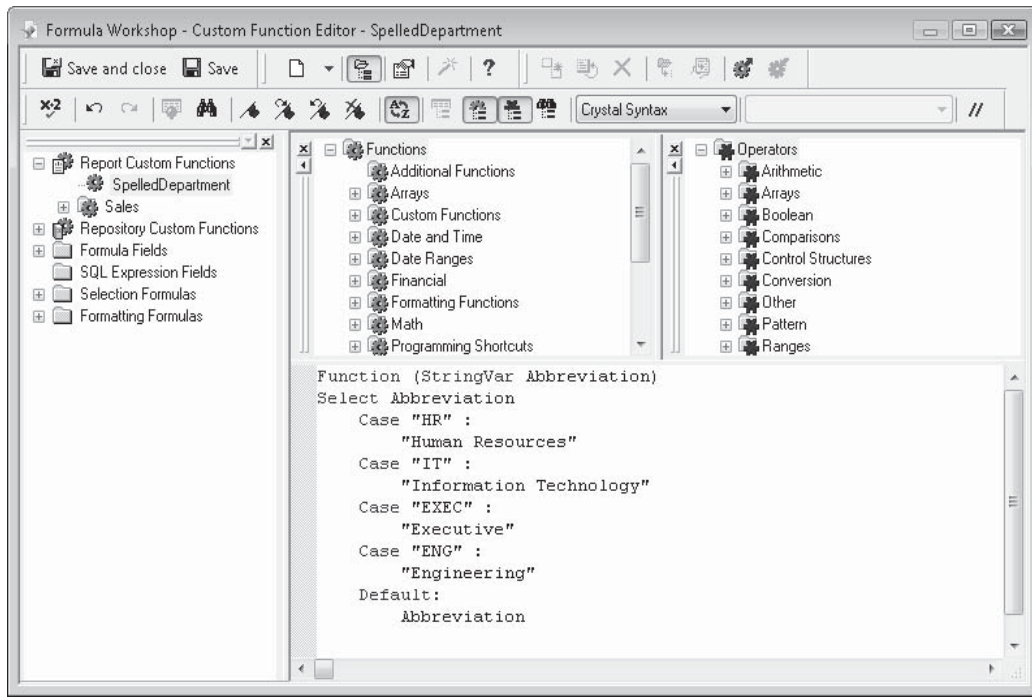 Formula Workshop - Custom Function Editor - SpelledDepartment
Save and close Save ?
x+2 A Z Crystal Syntax //
Report Custom Functions
SpelledDepartment
Sales
Repository Custom Functions
Formula Fields
SQL Expression Fields
Selection Formulas
Formatting Formulas
Functions
Additional Functions
Arrays
Custom Functions
Date and Time
Date Ranges
Financial
Formatting Functions
Math
Programming Shortcuts
Operators
Arithmetic
Arrays
Boolean
Comparisons
Control Structures
Conversion
Other
Pattern
Ranges
Function (StringVar Abbreviation)
Select Abbreviation
Case "HR" :
"Human Resources"
Case "IT" :
"Information Technology"
Case "EXEC" :
"Executive"
Case "ENG" :
"Engineering"
Default:
Abbreviation